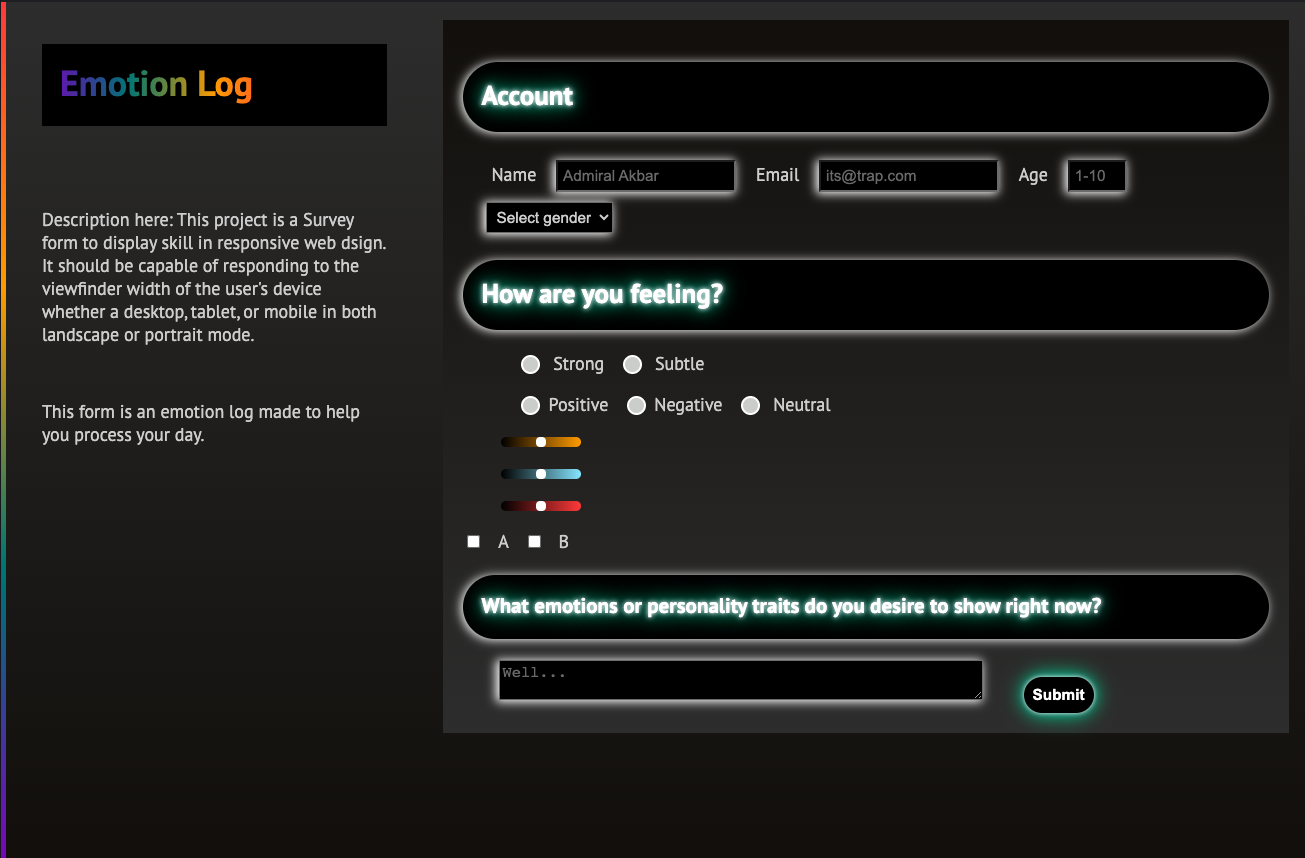 Emotion Log
Description here: This project is a Survey
form to display skill in responsive web dsign.
It should be capable of responding to the
viewfinder width of the user's device
whether a desktop, tablet, or mobile in both
landscape or portrait mode.
This form is an emotion log made to help
you process your day.
Account
Name Admiral Akbar Email its@trap.com Age 1-10
Select gender
How are you feeling?
Strong Subtle
Positive Negative Neutral
A B
What emotions or personality traits do you desire to show right now?
Well...
Submit